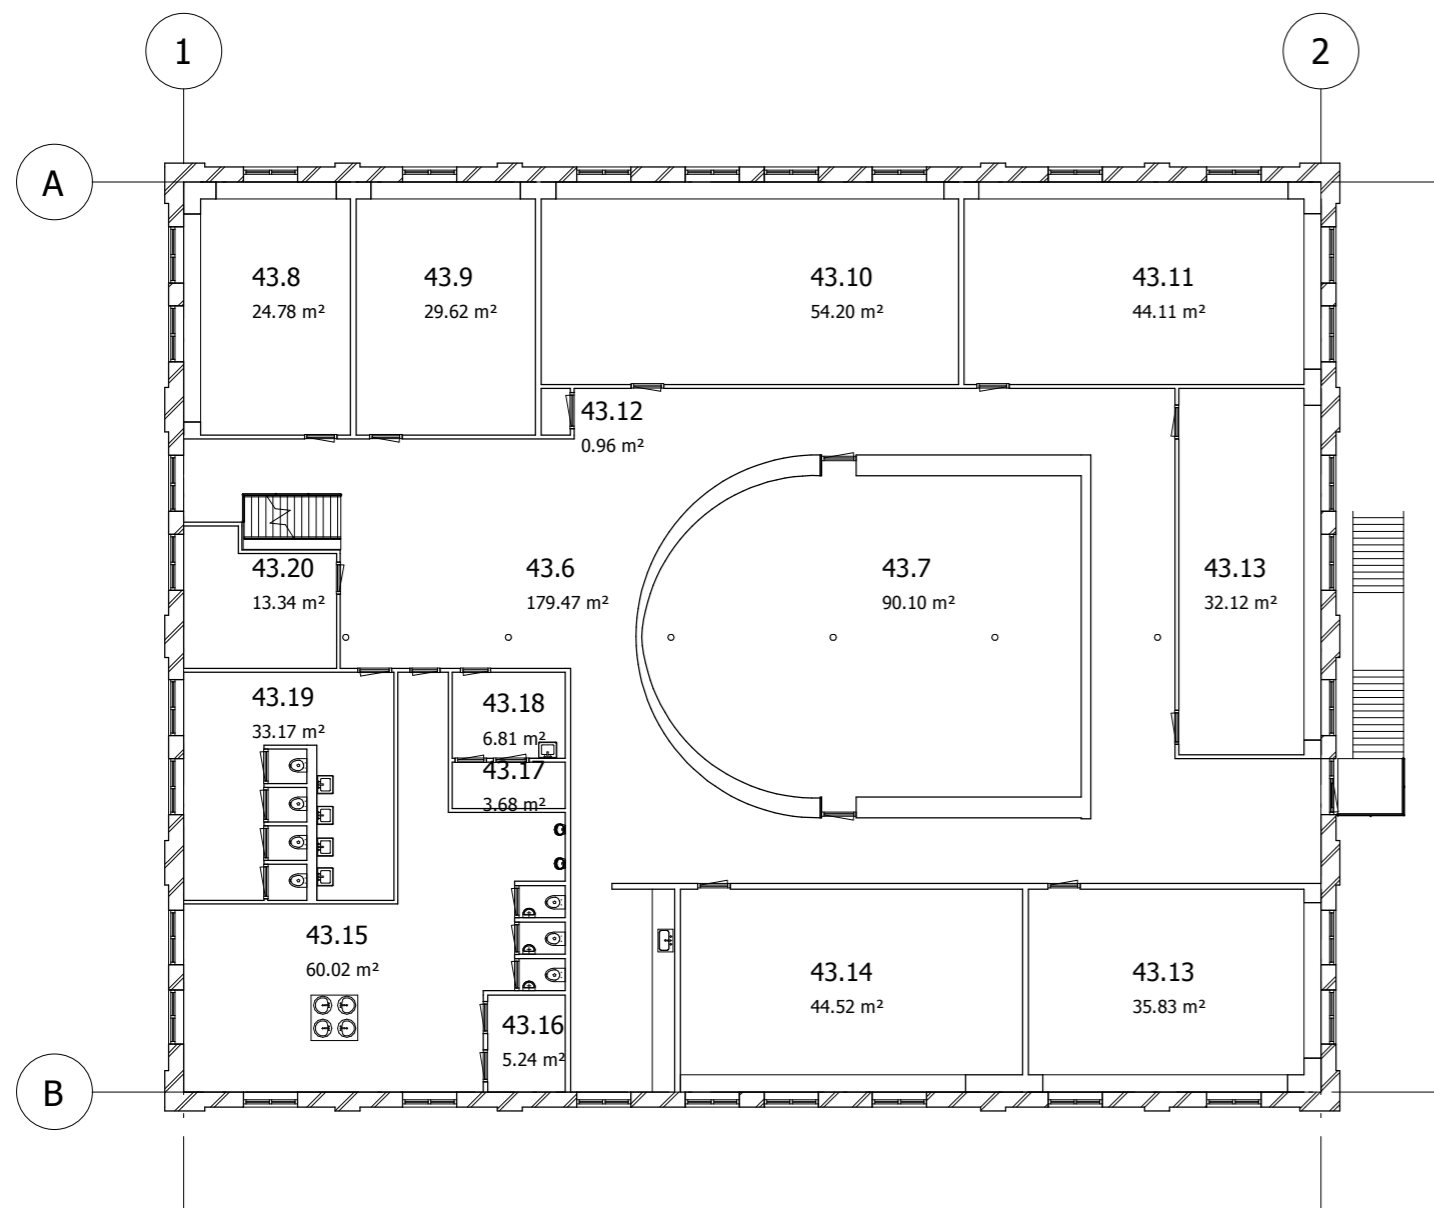 1
2
A
43.8
24.78 m²
43.9
29.62 m²
43.10
54.20 m²
43.11
44.11 m²
43.12
0.96 m²
43.20
13.34 m²
43.6
179.47 m²
43.7
90.10 m²
43.13
32.12 m²
43.19
33.17 m²
43.18
6.81 m²
43.17
3.68 m²
43.15
60.02 m²
43.16
5.24 m²
43.14
44.52 m²
43.13
35.83 m²
B